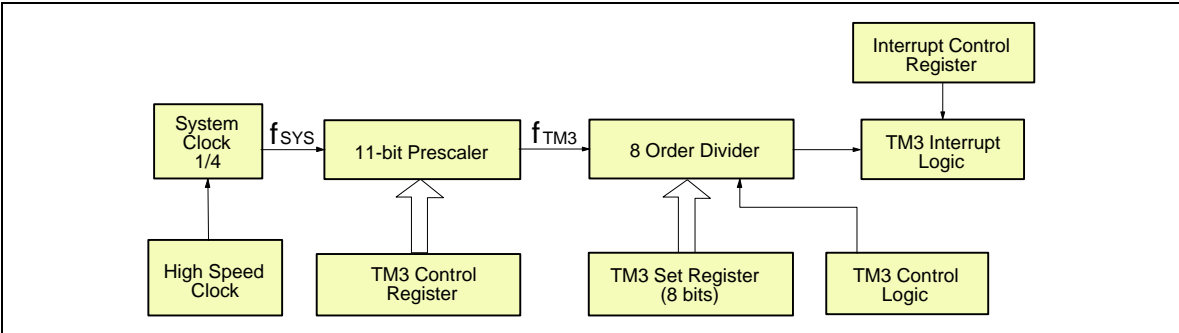 Interrupt Control
Register
System
Clock
1/4
fSYS
11-bit Prescaler
fTM3
8 Order Divider
TM3 Interrupt
Logic
High Speed
Clock
TM3 Control
Register
TM3 Set Register
(8 bits)
TM3 Control
Logic